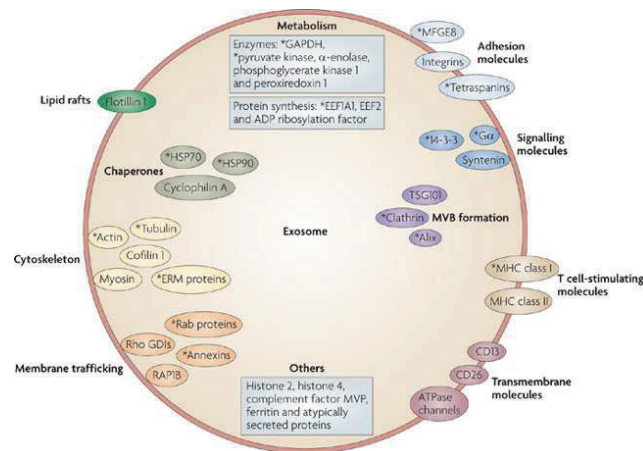 Metabolism
Enzymes: *GAPDH,
*pyruvate kinase, α-enolase,
phosphoglycerate kinase 1
and peroxiredoxin 1
Protein synthesis: *EEF1A1, EEF2
and ADP ribosylation factor
*MFGE8
Integrins
*Tetraspanins
Adhesion
molecules
Lipid rafts
Flotillin 1
*14-3-3
*Gα
Syntenin
Signalling
molecules
*HSP70
*HSP90
Cyclophilin A
Chaperones
TSG101
*Clathrin
*Alix
MVB formation
Exosome
*Actin
*Tubulin
Cofilin 1
Myosin
*ERM proteins
Cytoskeleton
*MHC class I
MHC class II
T cell-stimulating
molecules
*Rab proteins
Rho GDIs
*Annexins
RAP1B
Membrane trafficking
CD13
CD26
ATPase
channels
Transmembrane
molecules
Others
Histone 2, histone 4,
complement factor MVP,
ferritin and atypically
secreted proteins